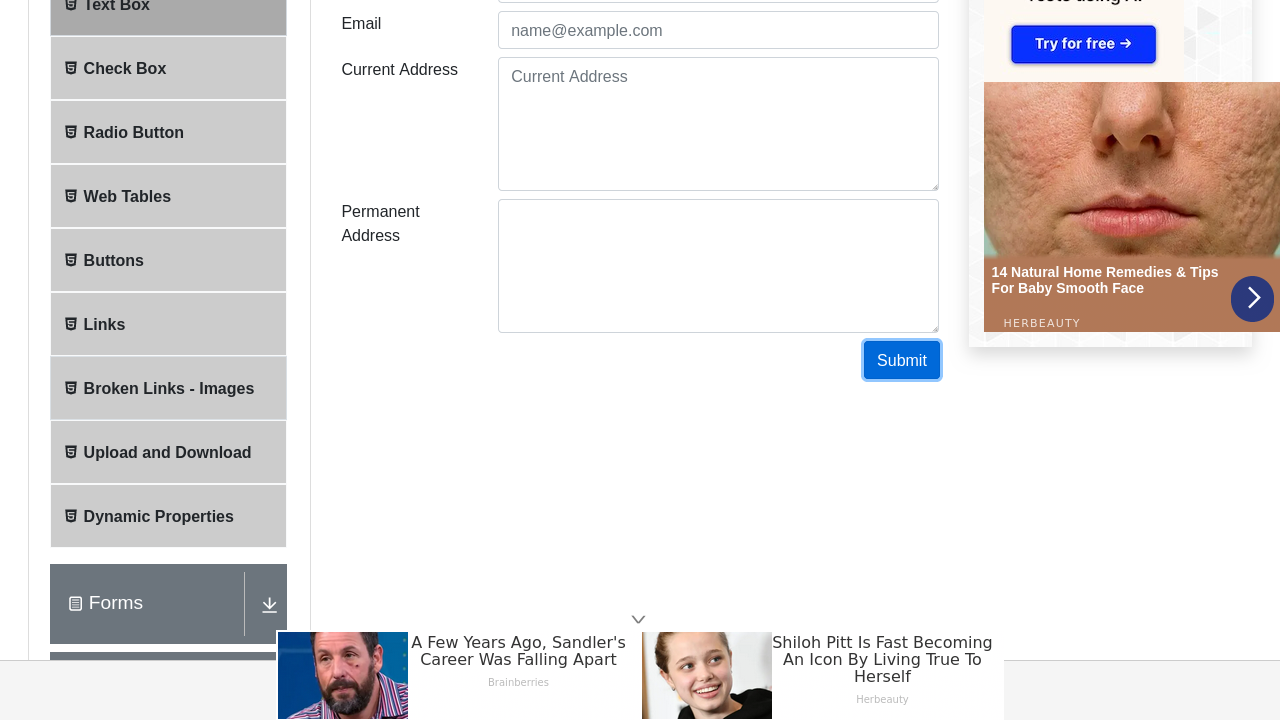 Text Box
Email
name@example.com
Try for free →
Check Box
Current Address
Current Address
Radio Button
Web Tables
Permanent
Address
Buttons
14 Natural Home Remedies & Tips
For Baby Smooth Face
HERBEAUTY
Links
Submit
Broken Links - Images
Upload and Download
Dynamic Properties
Forms
A Few Years Ago, Sandler's
Career Was Falling Apart
Brainberries
Shiloh Pitt Is Fast Becoming
An Icon By Living True To
Herself
Herbeauty